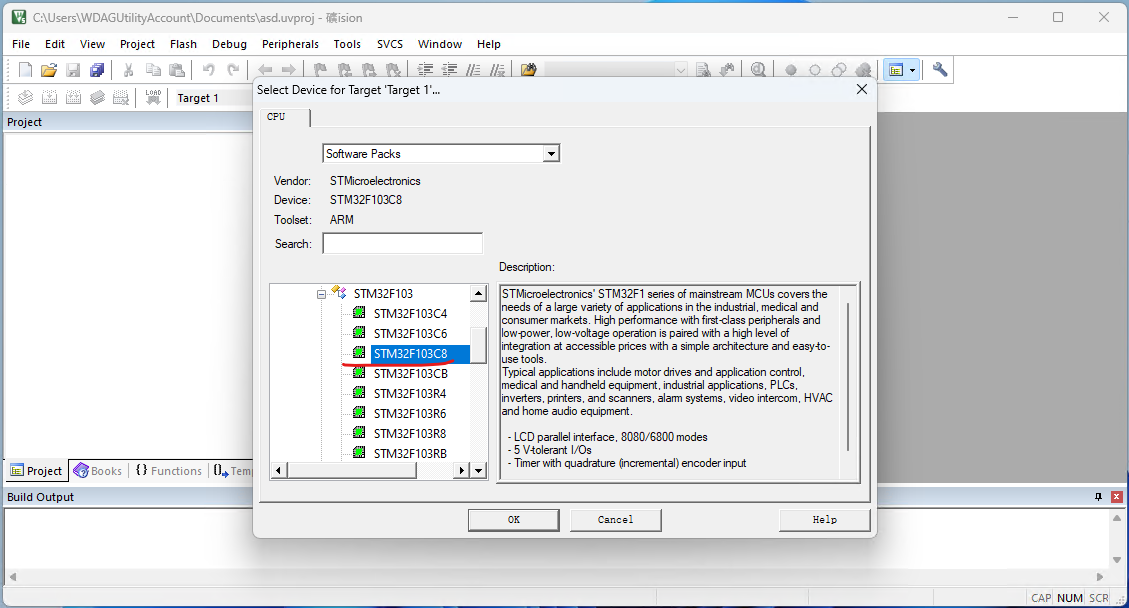 C:\Users\WDAGUtilityAccount\Documents\asd.uvproj - 礦ision
File Edit View Project Flash Debug Peripherals Tools SVCS Window Help
LOAD Target 1
Project
Select Device for Target 'Target 1'...
CPU
Software Packs
Vendor: STMicroelectronics
Device: STM32F103C8
Toolset: ARM
Search:
Description:
STM32F103
STM32F103C4
STM32F103C6
STM32F103C8
STM32F103CB
STM32F103R4
STM32F103R6
STM32F103R8
STM32F103RB
STMicroelectronics' STM32F1 series of mainstream MCUs covers the
needs of a large variety of applications in the industrial, medical and
consumer markets. High performance with first-class peripherals and
low-power, low-voltage operation is paired with a high level of
integration at accessible prices with a simple architecture and easy-to-
use tools.
Typical applications include motor drives and application control,
medical and handheld equipment, industrial applications, PLCs,
inverters, printers, and scanners, alarm systems, video intercom, HVAC
and home audio equipment.
- LCD parallel interface, 8080/6800 modes
- 5 V-tolerant I/Os
- Timer with quadrature (incremental) encoder input
OK Cancel Help
Project Books {} Functions 0 Temp
Build Output
CAP NUM SCR